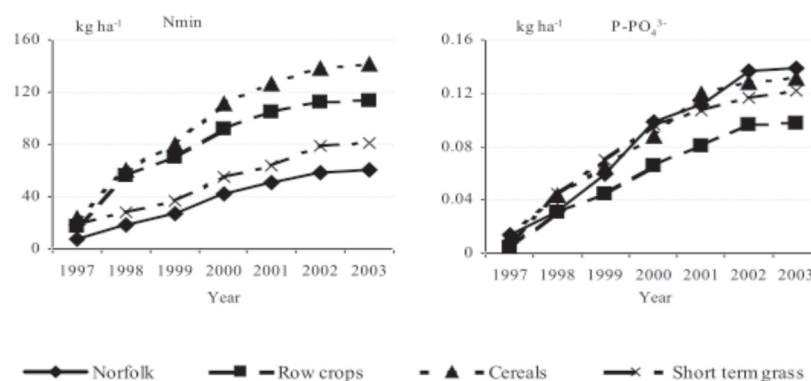 kg ha⁻¹ Nmin
160
120
80
40
0
1997 1998 1999 2000 2001 2002 2003
Year
kg ha⁻¹ P-PO₄³⁻
0.16
0.12
0.08
0.04
0
1997 1998 1999 2000 2001 2002 2003
Year
Norfolk Row crops Cereals Short term grass